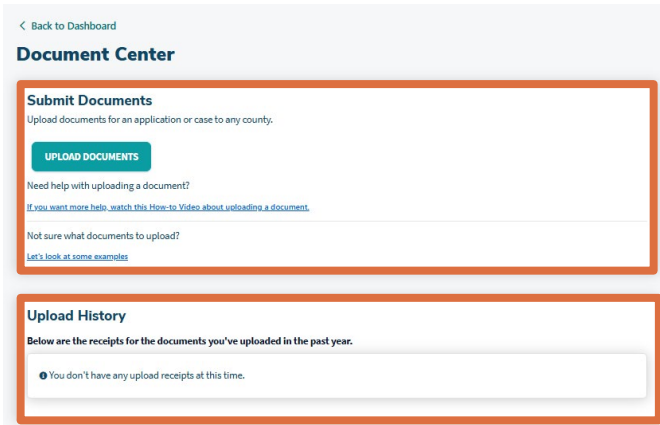 < Back to Dashboard
Document Center
Submit Documents
Upload documents for an application or case to any county.
UPLOAD DOCUMENTS
Need help with uploading a document?
If you want more help, watch this How-to Video about uploading a document.
Not sure what documents to upload?
Let's look at some examples
Upload History
Below are the receipts for the documents you've uploaded in the past year.
You don't have any upload receipts at this time.